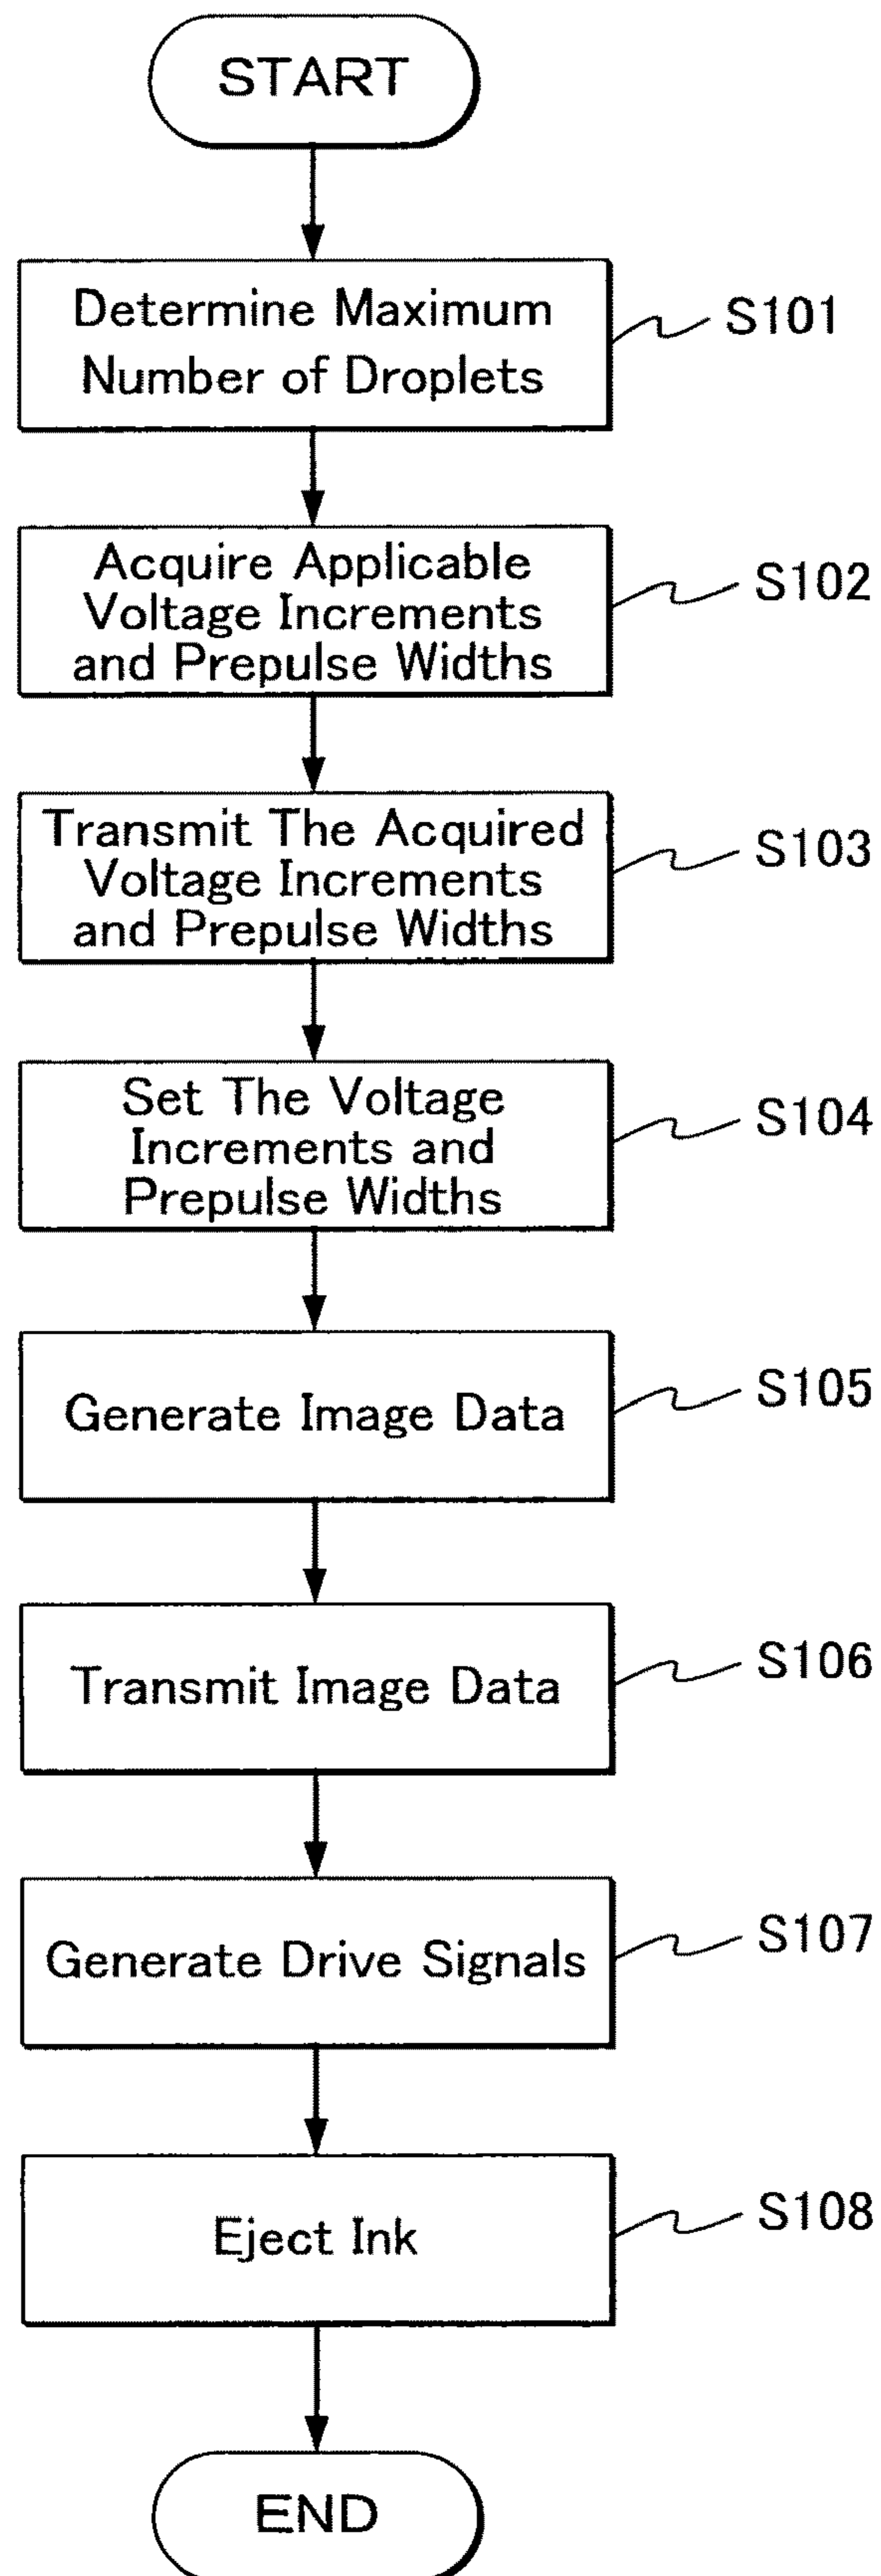 START
Determine Maximum
Number of Droplets
S101
Acquire Applicable
Voltage Increments
and Prepulse Widths
S102
Transmit The Acquired
Voltage Increments
and Prepulse Widths
S103
Set The Voltage
Increments and
Prepulse Widths
S104
Generate Image Data
S105
Transmit Image Data
S106
Generate Drive Signals
S107
Eject Ink
S108
END